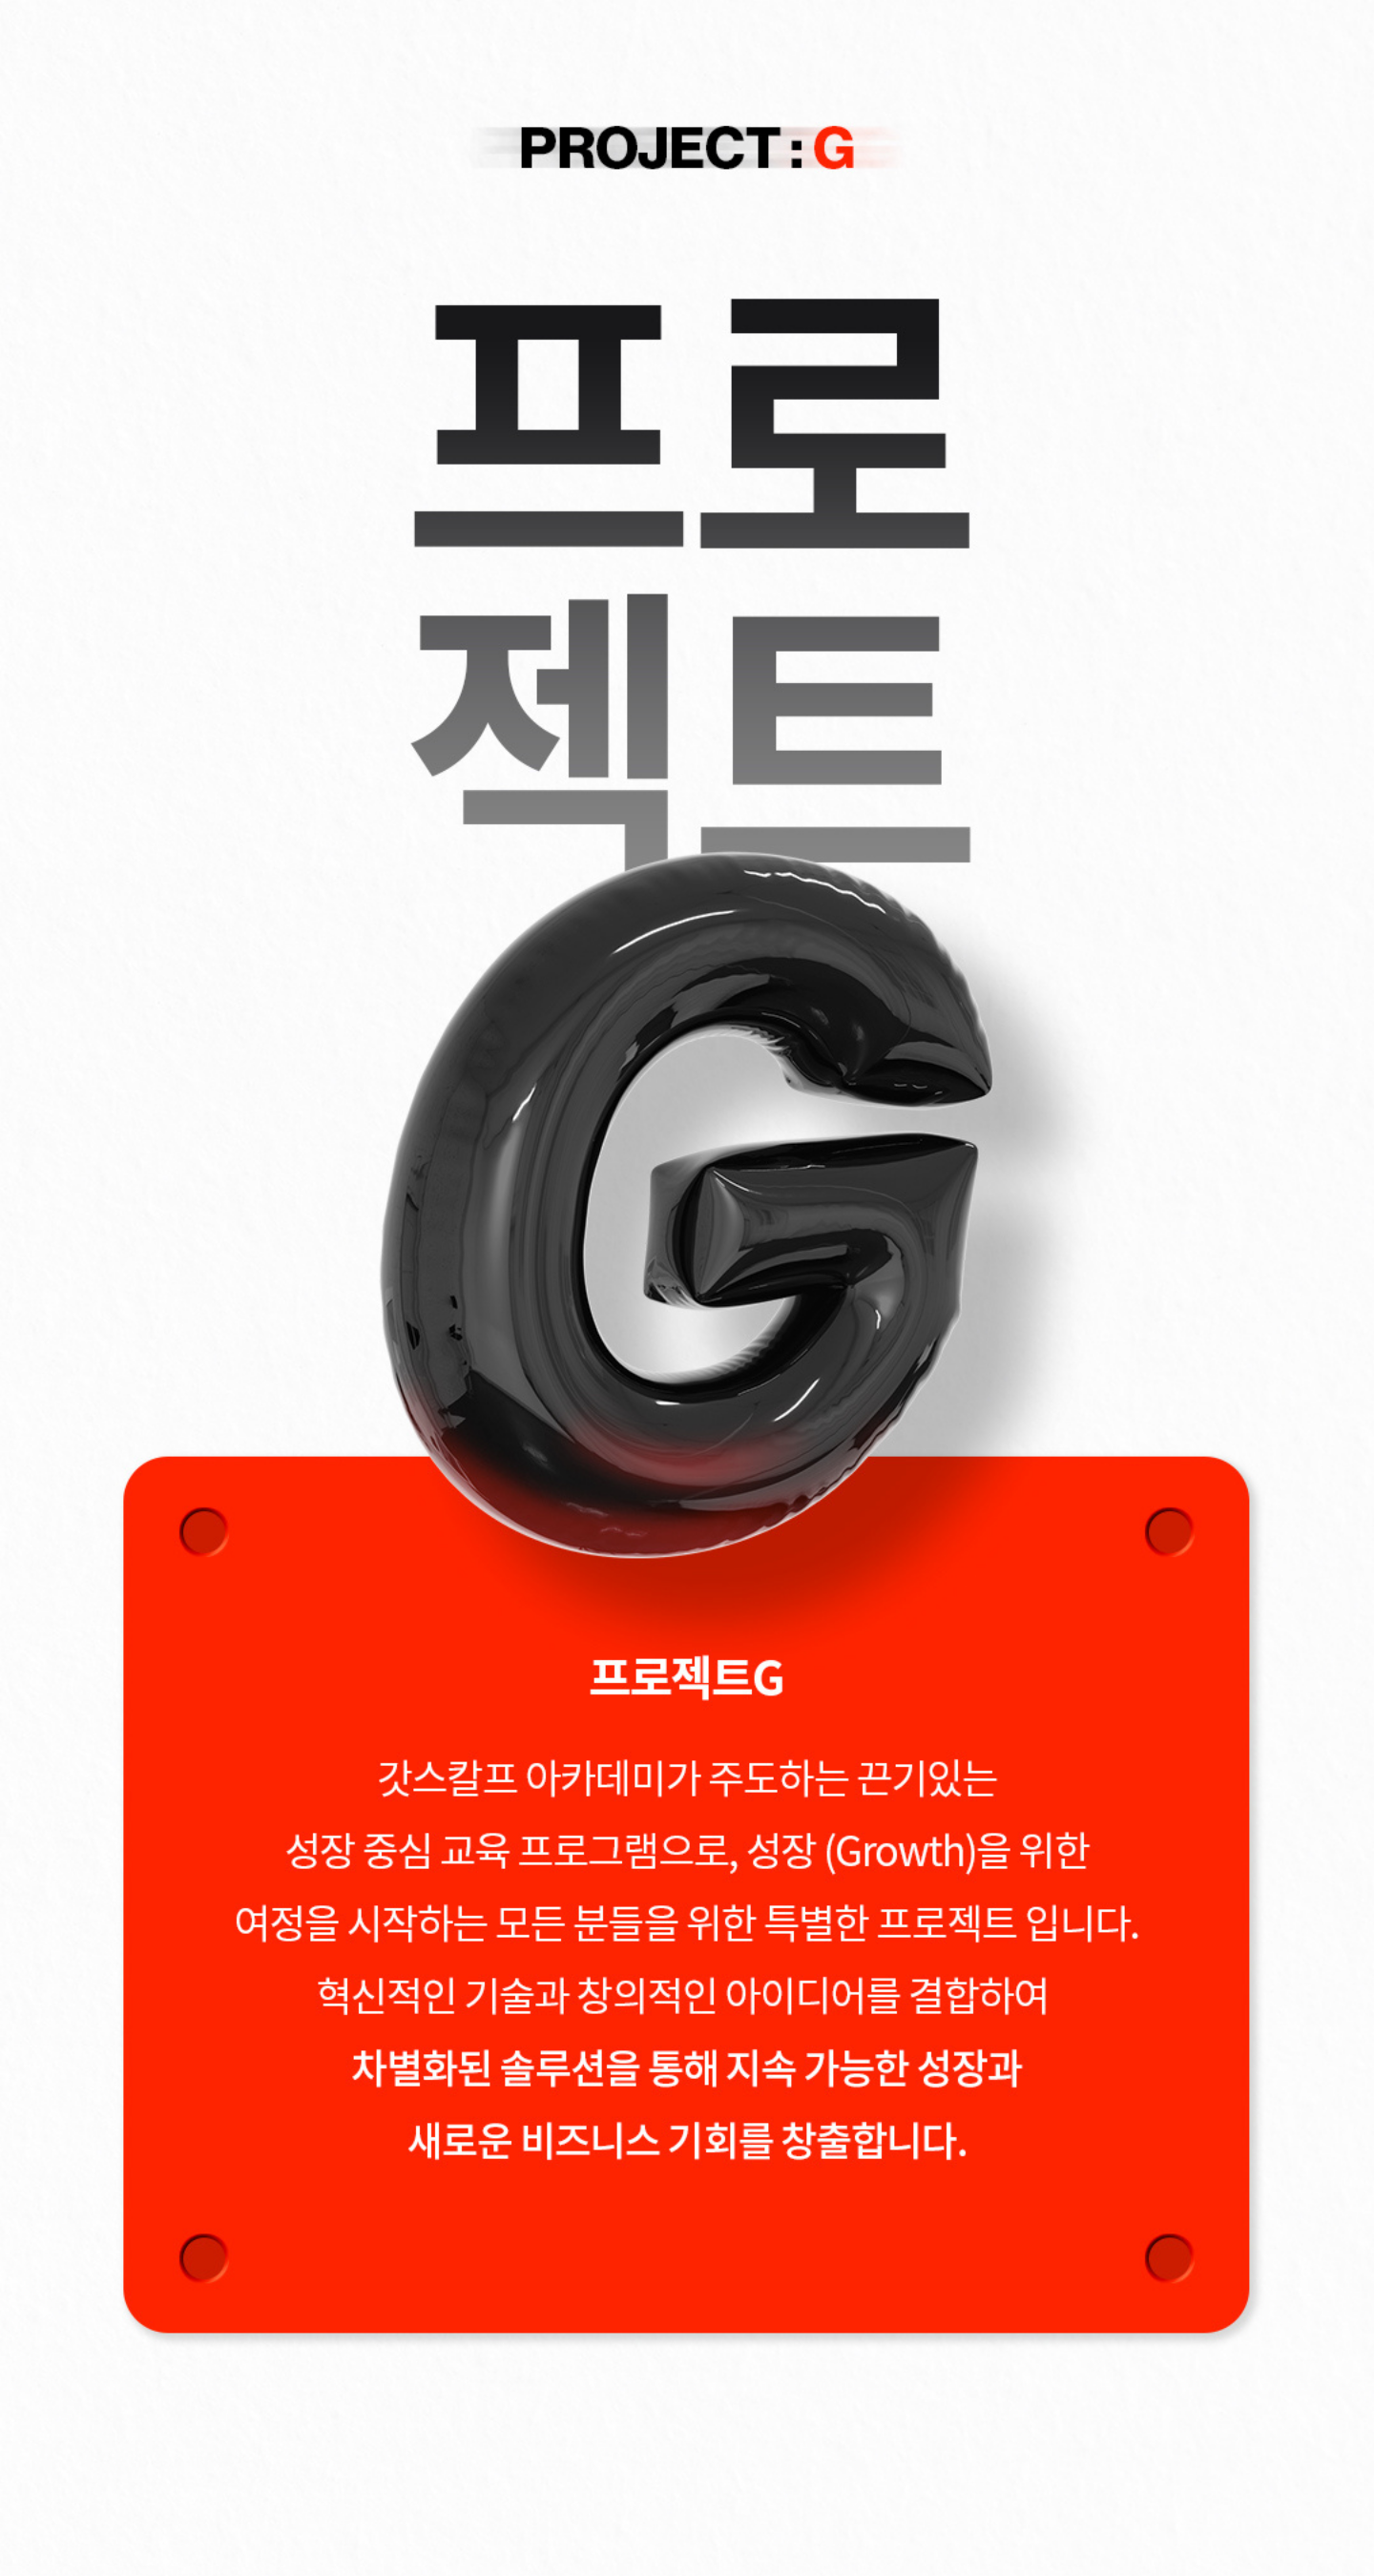 PROJECT:G
프로
젝트
G
프로젝트G
갓스칼프 아카데미가 주도하는 끈기있는
성장 중심 교육 프로그램으로, 성장 (Growth)을 위한
여정을 시작하는 모든 분들을 위한 특별한 프로젝트 입니다.
혁신적인 기술과 창의적인 아이디어를 결합하여
차별화된 솔루션을 통해 지속 가능한 성장과
새로운 비즈니스 기회를 창출합니다.